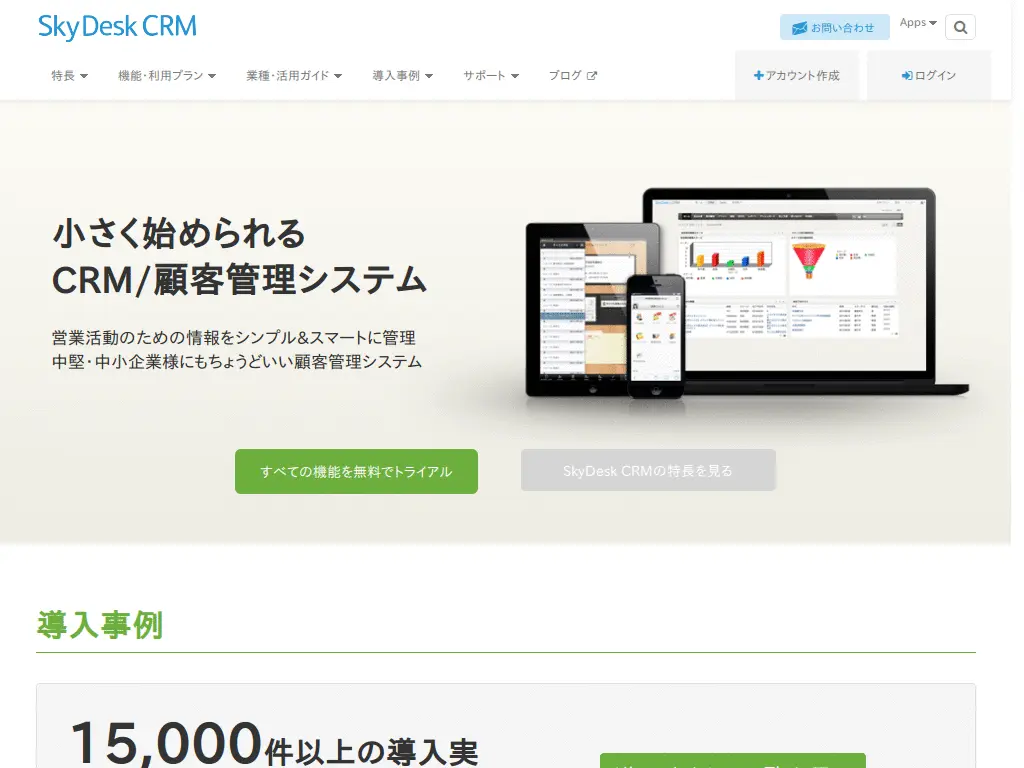 SkyDesk CRM
お問い合わせ
Apps
特長
機能・利用プラン
業種・活用ガイド
導入事例
サポート
ブログ
アカウント作成
ログイン
小さく始められる
CRM/顧客管理システム
営業活動のための情報をシンプル&スマートに管理
中堅・中小企業様にもちょうどいい顧客管理システム
すべての機能を無料でトライアル
SkyDesk CRMの特長を見る
導入事例
15,000件以上の導入実